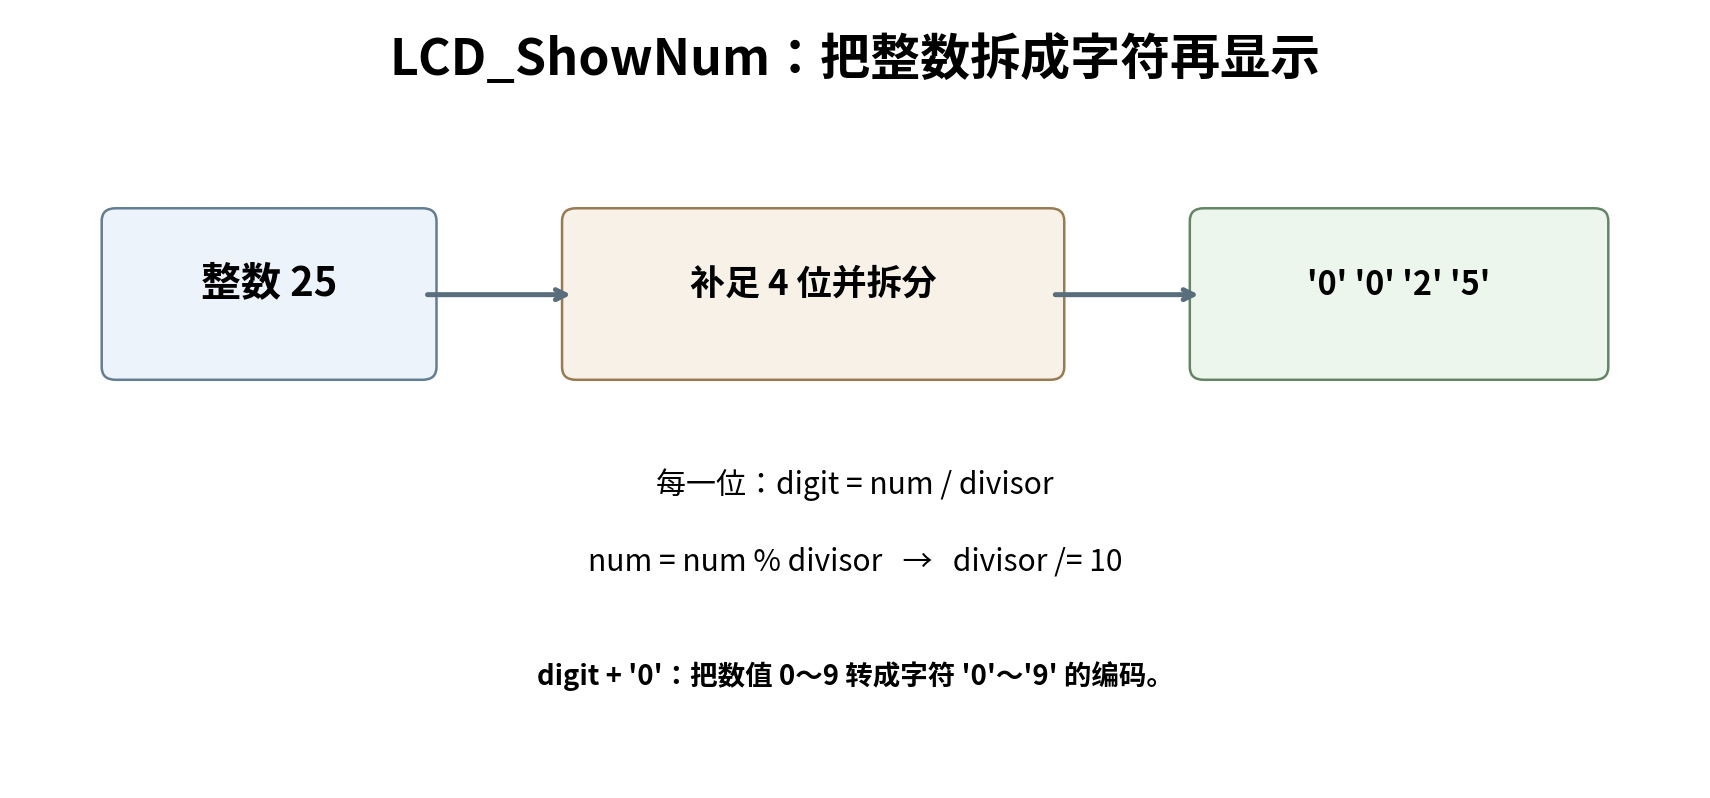 LCD_ShowNum：把整数拆成字符再显示
整数 25
补足 4 位并拆分
'0' '0' '2' '5'
每一位：digit = num / divisor
num = num % divisor → divisor /= 10
digit + '0'：把数值 0～9 转成字符 '0'～'9' 的编码。